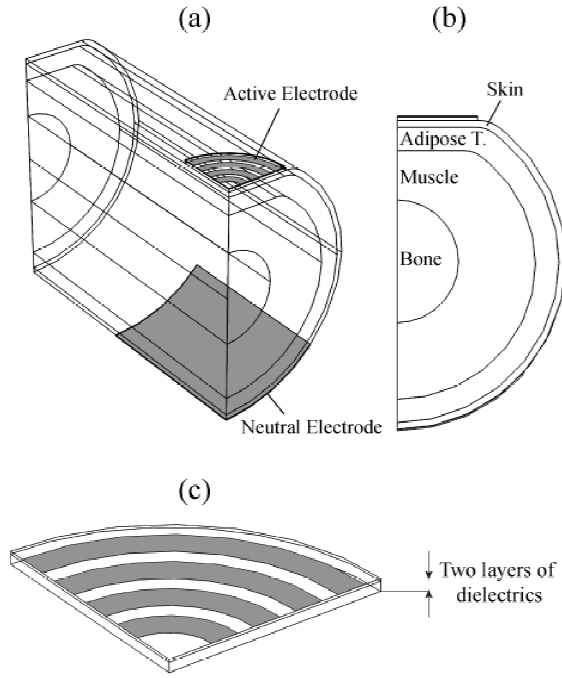 (a)
(b)
Active Electrode
Skin
Adipose T.
Muscle
Bone
Neutral Electrode
(c)
Two layers of
dielectrics